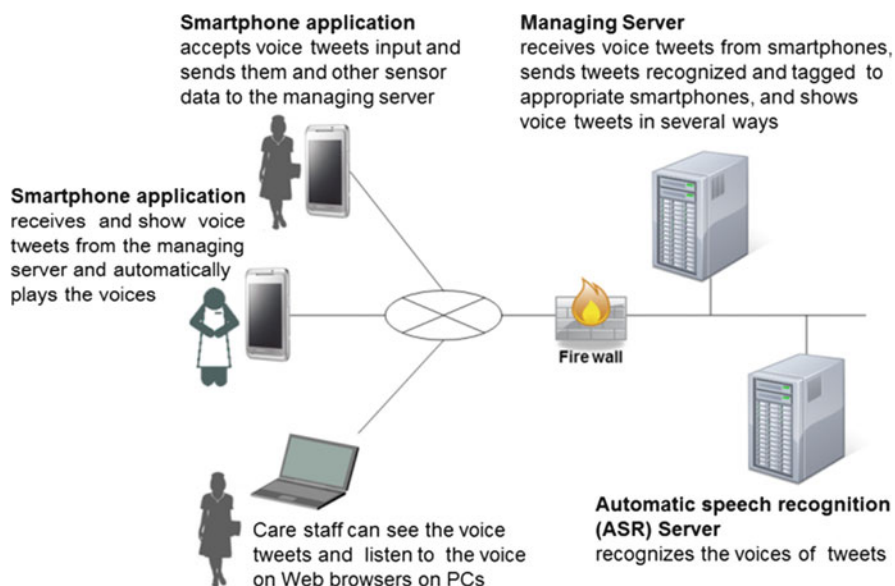 Smartphone application
accepts voice tweets input and
sends them and other sensor
data to the managing server
Managing Server
receives voice tweets from smartphones,
sends tweets recognized and tagged to
appropriate smartphones, and shows
voice tweets in several ways
Smartphone application
receives and show voice
tweets from the managing
server and automatically
plays the voices
Fire wall
Care staff can see the voice
tweets and listen to the voice
on Web browsers on PCs
Automatic speech recognition
(ASR) Server
recognizes the voices of tweets